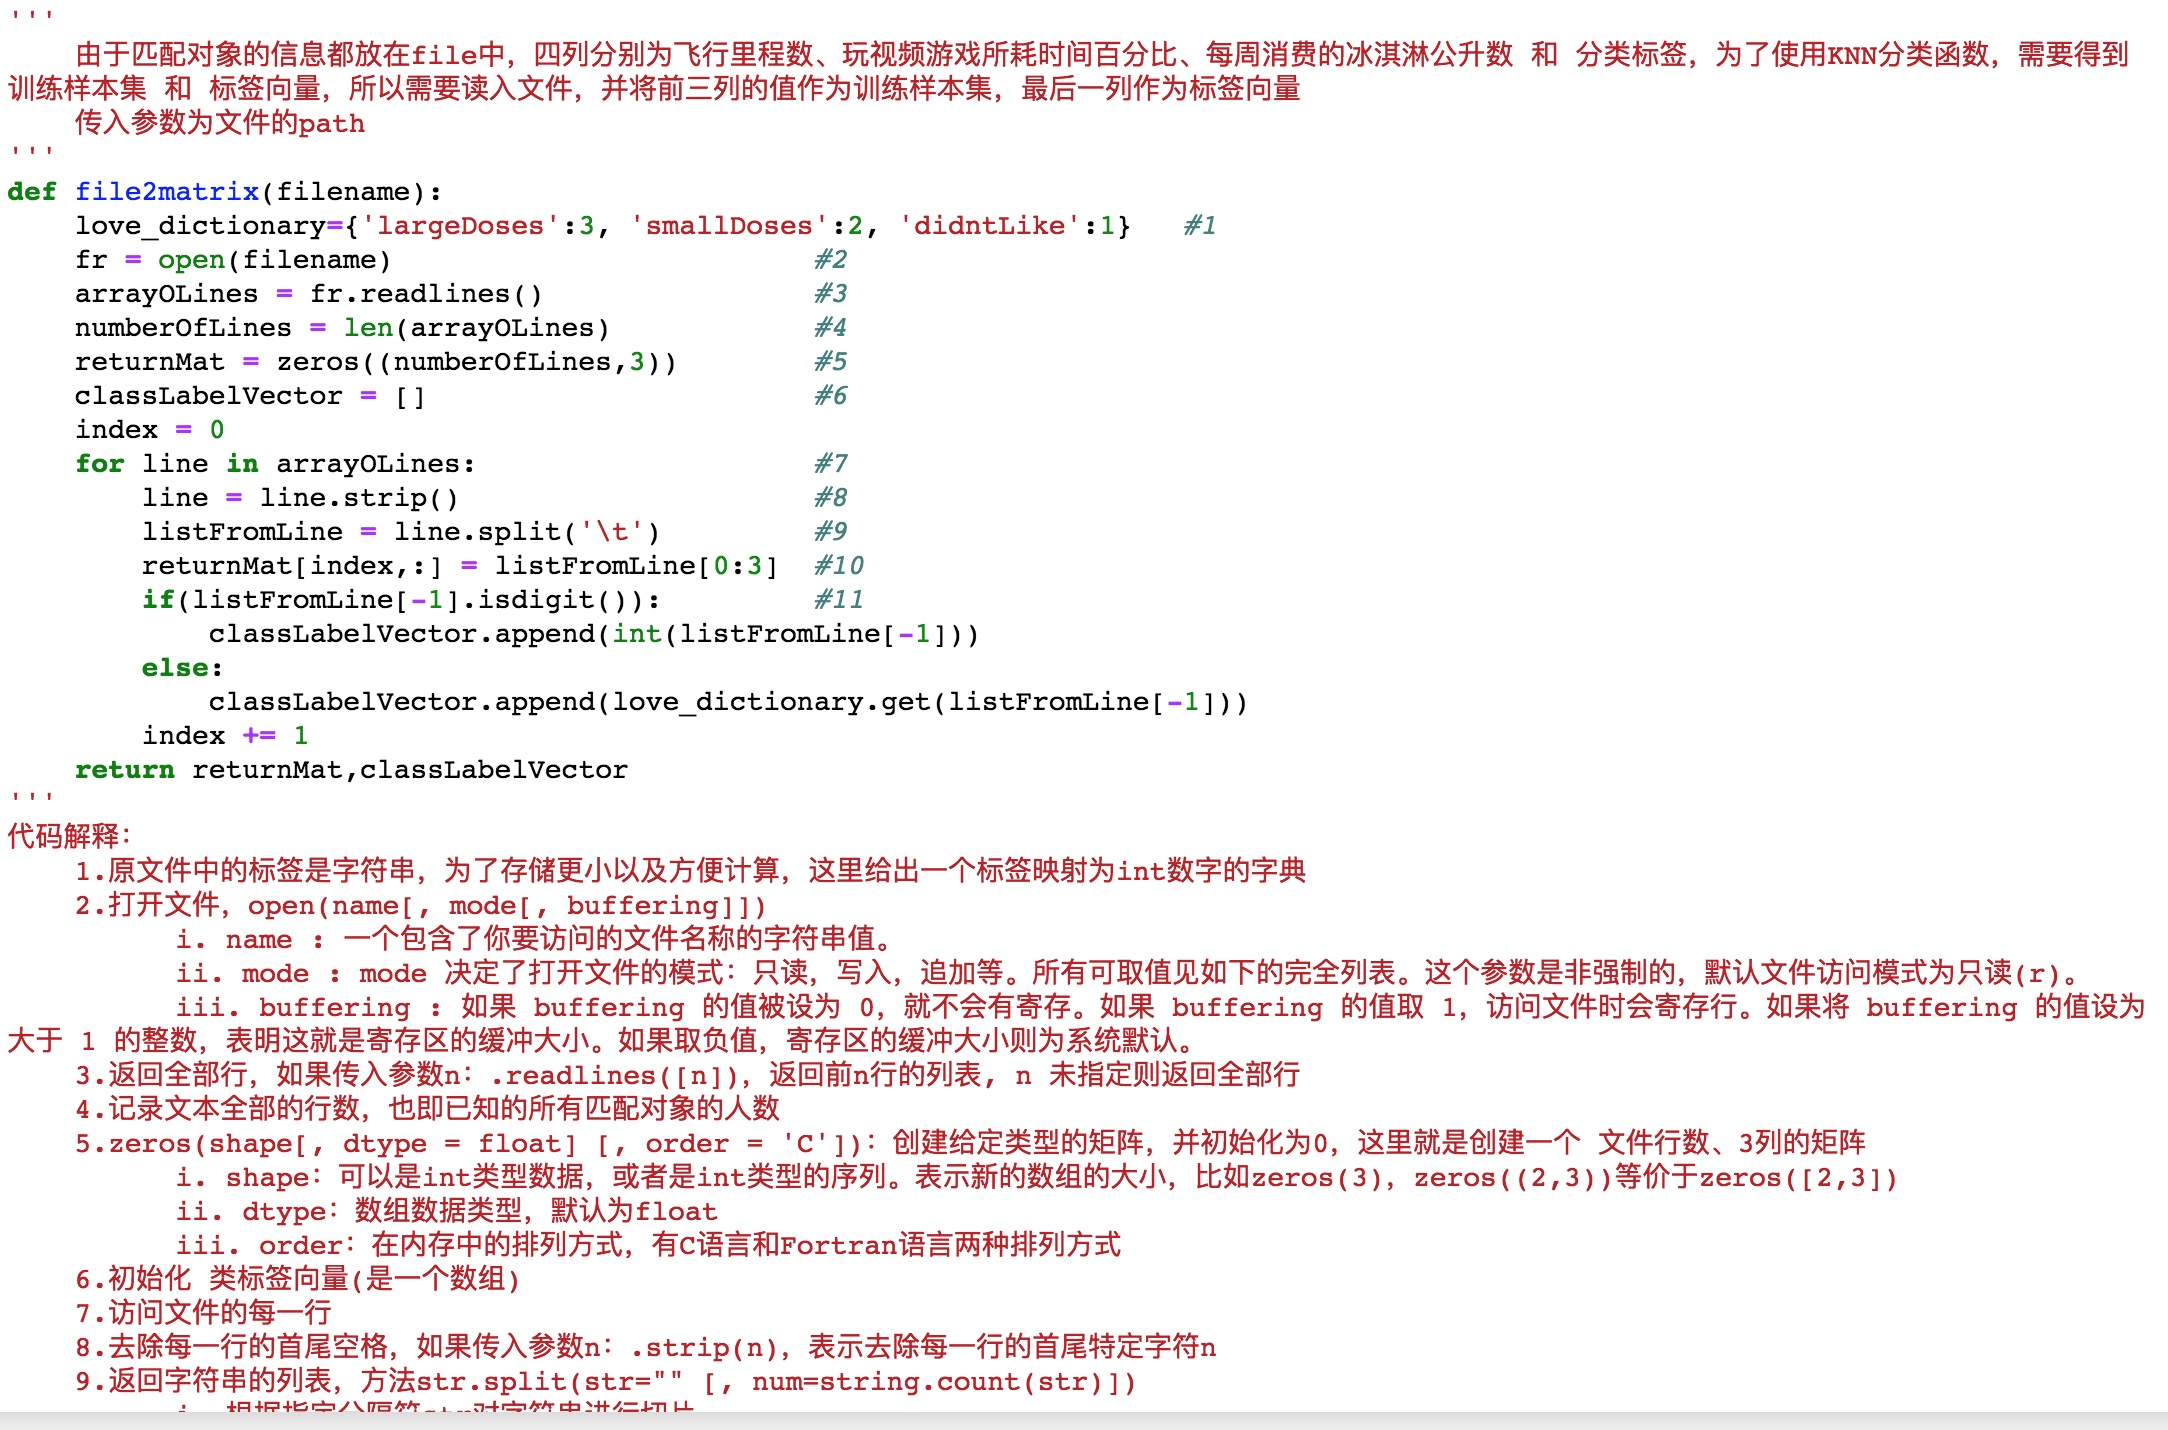 '''
    由于匹配对象的信息都放在file中，四列分别为飞行里程数、玩视频游戏所耗时间百分比、每周消费的冰淇淋公升数 和 分类标签，为了使用KNN分类函数，需要得到
训练样本集 和 标签向量，所以需要读入文件，并将前三列的值作为训练样本集，最后一列作为标签向量
    传入参数为文件的path
'''
def file2matrix(filename):
    love_dictionary={'largeDoses':3, 'smallDoses':2, 'didntLike':1}   #1
    fr = open(filename)                         #2
    arrayOLines = fr.readlines()                #3
    numberOfLines = len(arrayOLines)            #4
    returnMat = zeros((numberOfLines,3))        #5
    classLabelVector = []                       #6
    index = 0
    for line in arrayOLines:                    #7
        line = line.strip()                     #8
        listFromLine = line.split('\t')         #9
        returnMat[index,:] = listFromLine[0:3]  #10
        if(listFromLine[-1].isdigit()):         #11
            classLabelVector.append(int(listFromLine[-1]))
        else:
            classLabelVector.append(love_dictionary.get(listFromLine[-1]))
        index += 1
    return returnMat,classLabelVector
'''
代码解释：
    1.原文件中的标签是字符串，为了存储更小以及方便计算，这里给出一个标签映射为int数字的字典
    2.打开文件，open(name[, mode[, buffering]])
          i. name : 一个包含了你要访问的文件名称的字符串值。
          ii. mode : mode 决定了打开文件的模式：只读，写入，追加等。所有可取值见如下的完全列表。这个参数是非强制的，默认文件访问模式为只读(r)。
          iii. buffering : 如果 buffering 的值被设为 0，就不会有寄存。如果 buffering 的值取 1，访问文件时会寄存行。如果将 buffering 的值设为
大于 1 的整数，表明这就是寄存区的缓冲大小。如果取负值，寄存区的缓冲大小则为系统默认。
    3.返回全部行，如果传入参数n：.readlines([n])，返回前n行的列表, n 未指定则返回全部行
    4.记录文本全部的行数，也即已知的所有匹配对象的人数
    5.zeros(shape[, dtype = float] [, order = 'C'])：创建给定类型的矩阵，并初始化为0，这里就是创建一个 文件行数、3列的矩阵
          i. shape：可以是int类型数据，或者是int类型的序列。表示新的数组的大小，比如zeros(3)，zeros((2,3))等价于zeros([2,3])
          ii. dtype：数组数据类型，默认为float
          iii. order：在内存中的排列方式，有C语言和Fortran语言两种排列方式
    6.初始化 类标签向量(是一个数组)
    7.访问文件的每一行
    8.去除每一行的首尾空格，如果传入参数n：.strip(n)，表示去除每一行的首尾特定字符n
    9.返回字符串的列表，方法str.split(str="" [, num=string.count(str)])
          i. 根据指定分隔符str对字符串进行切片